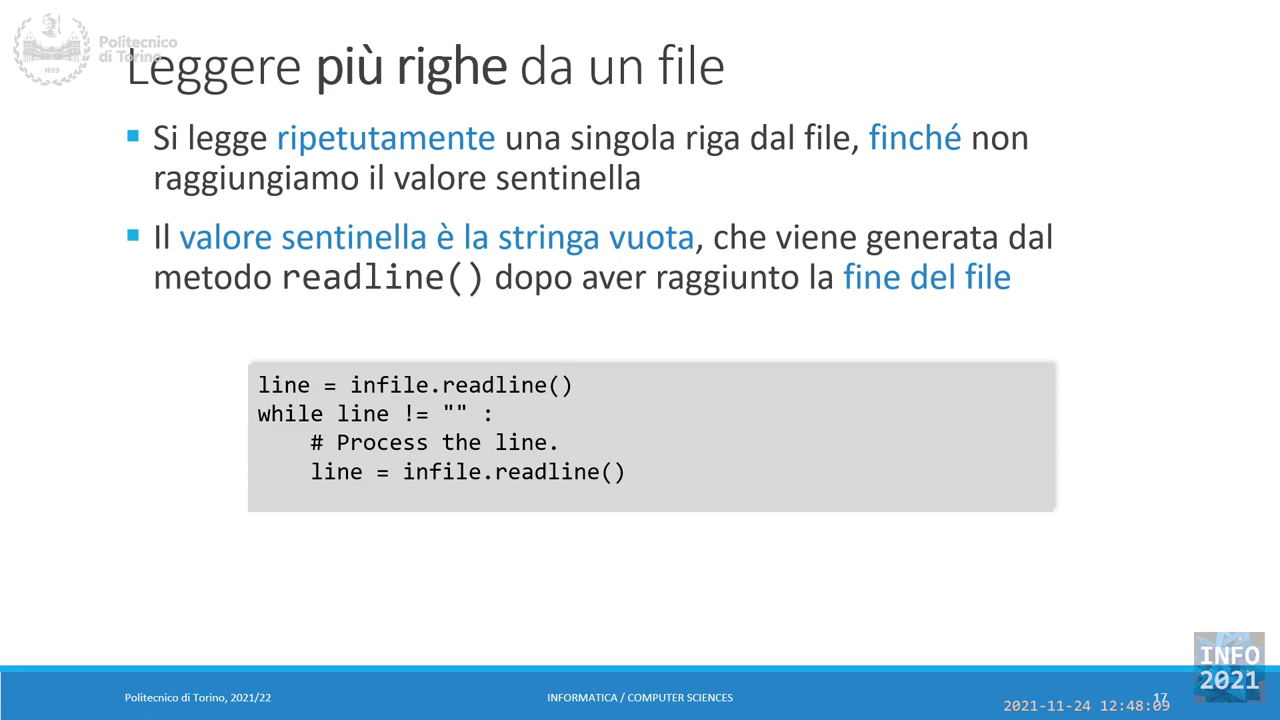 Politecnico
di Torino
Leggere più righe da un file
Si legge ripetutamente una singola riga dal file, finché non
raggiungiamo il valore sentinella
Il valore sentinella è la stringa vuota, che viene generata dal
metodo readline() dopo aver raggiunto la fine del file
line = infile.readline()
while line != "" :
    # Process the line.
    line = infile.readline()
INFO
2021
Politecnico di Torino, 2021/22
INFORMATICA / COMPUTER SCIENCES
17
2021-11-24 12:48:09
1859